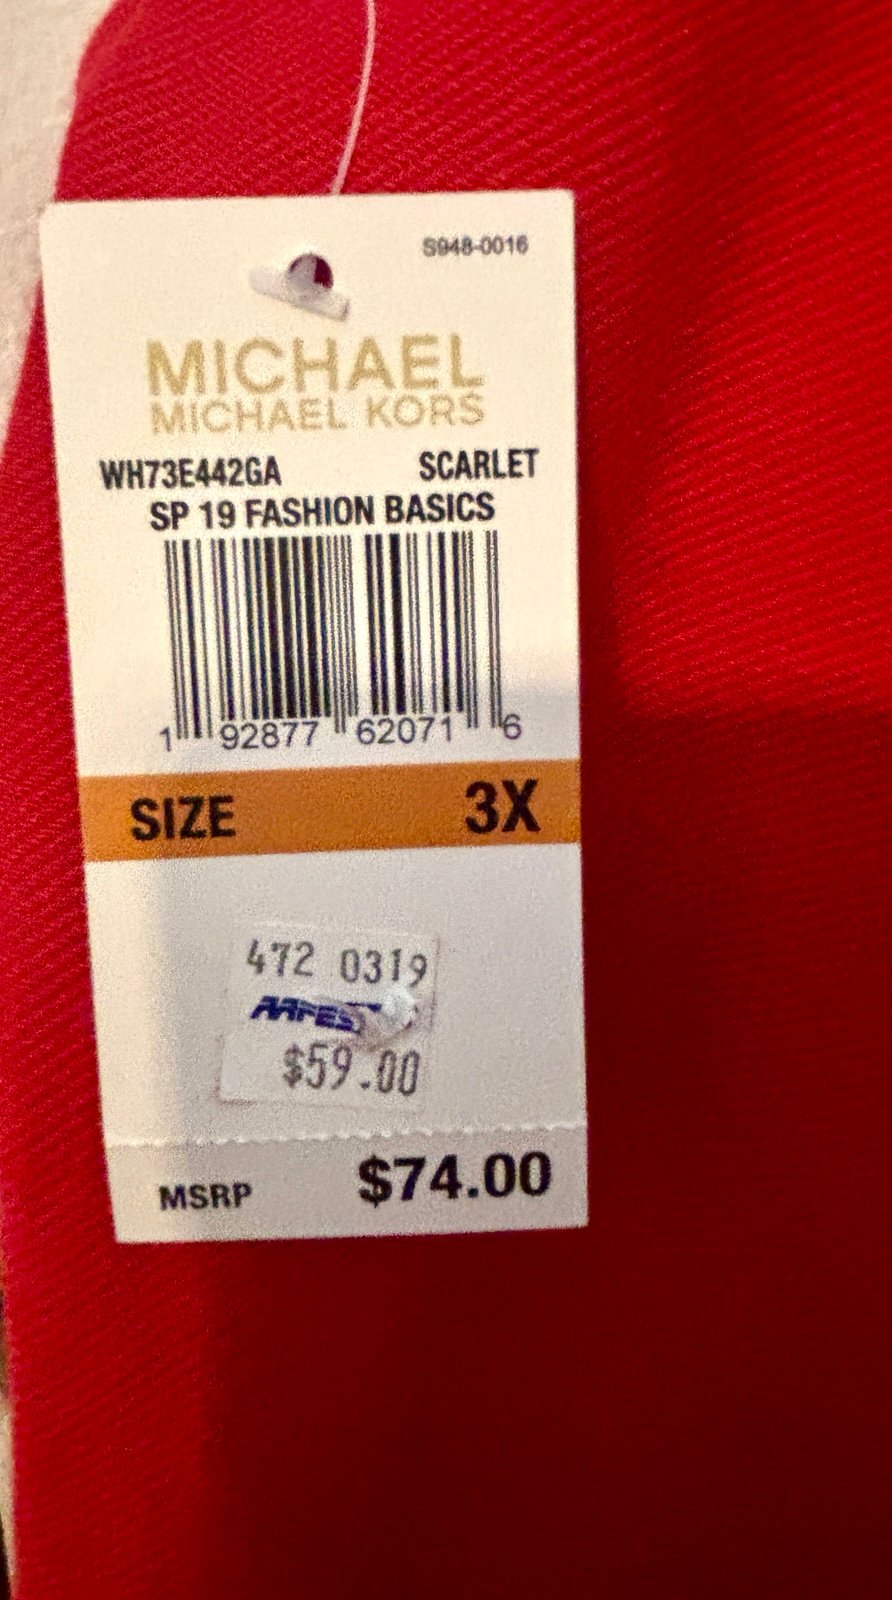 S948-0016
MICHAEL
MICHAEL KORS
WH73E442GA SCARLET
SP 19 FASHION BASICS
1 92877 62071 6
SIZE 3X
472 0319
AAFES
$59.00
MSRP $74.00